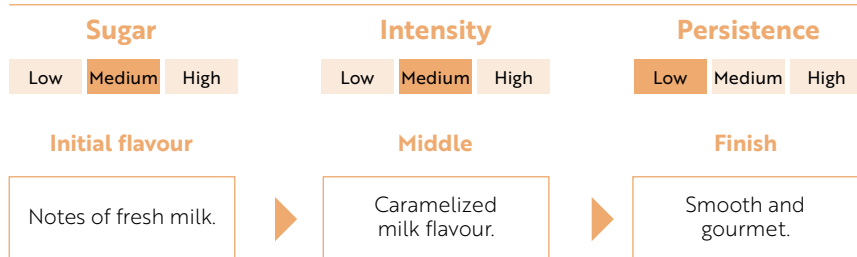 Sugar Intensity Persistence
Low Medium High Low Medium High Low Medium High
Initial flavour Middle Finish
Notes of fresh milk.
Caramelized
milk flavour.
Smooth and
gourmet.